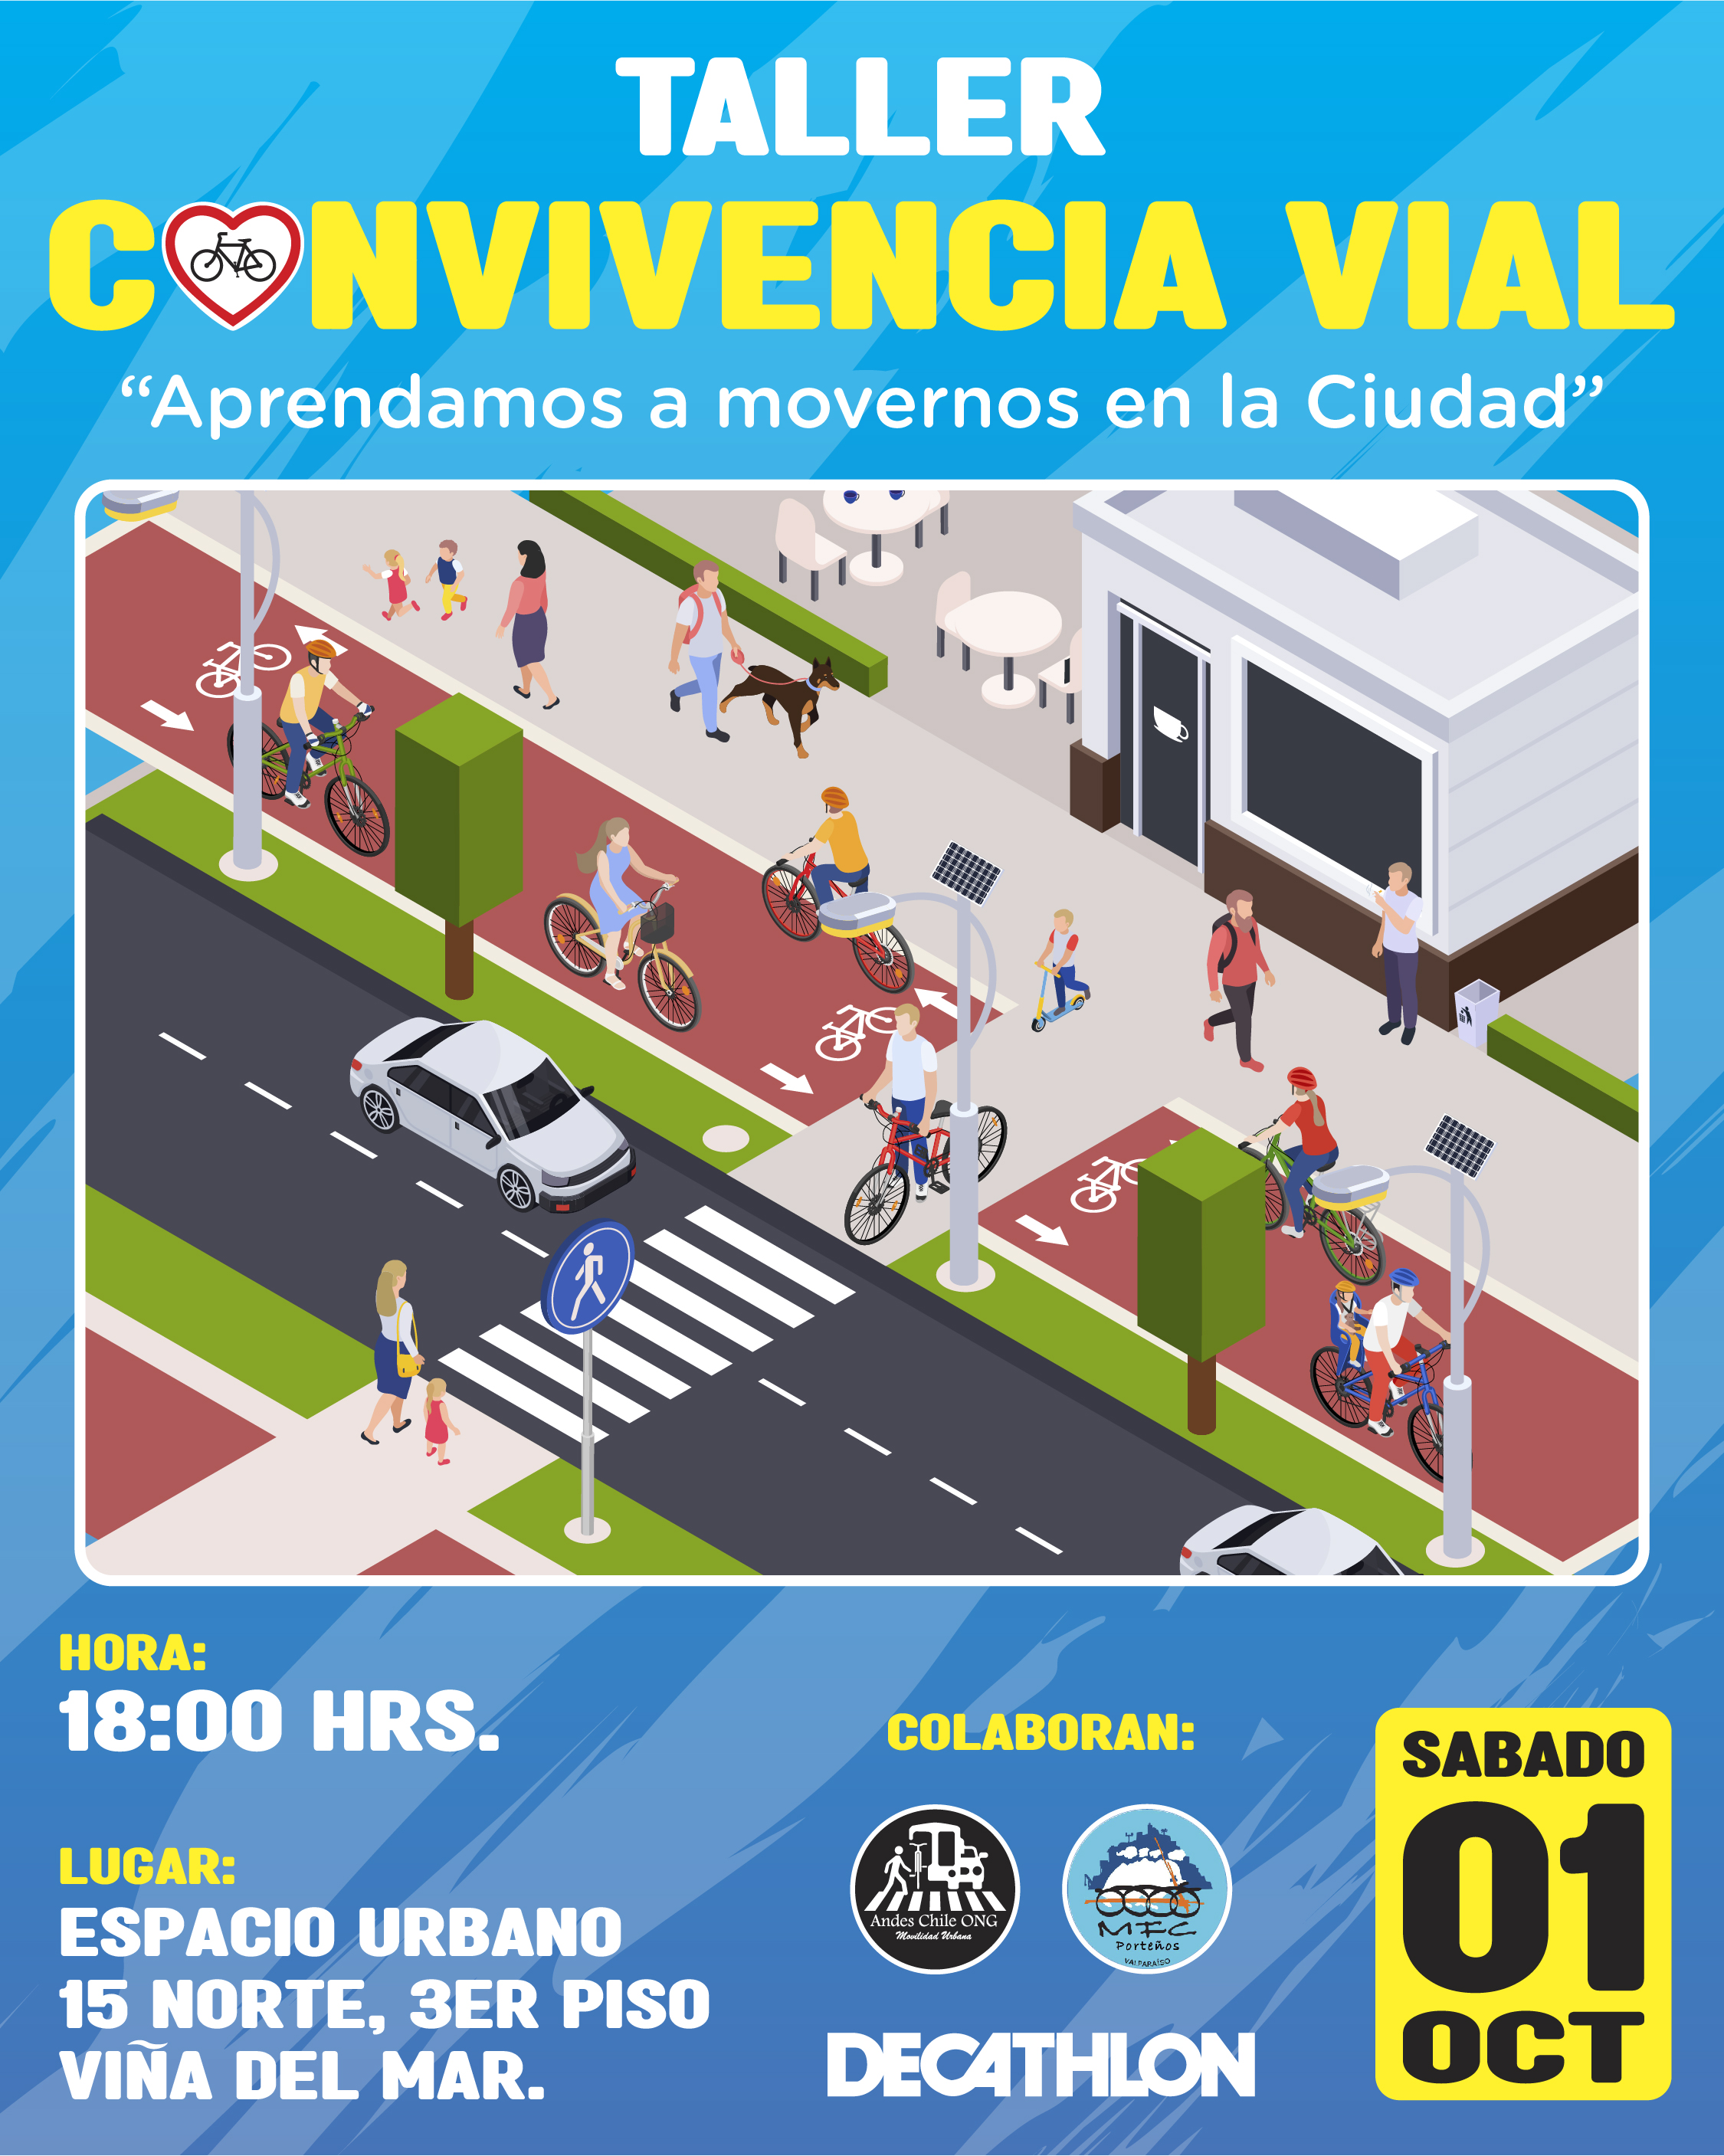 TALLER
CONVIVENCIA VIAL
“Aprendamos a movernos en la Ciudad”
HORA:
18:00 HRS.
LUGAR:
ESPACIO URBANO
15 NORTE, 3ER PISO
VIÑA DEL MAR.
COLABORAN:
Andes Chile ONG
Movilidad Urbana
MFC
Porteños
VALPARAÍSO
DECATHLON
SABADO
01
OCT